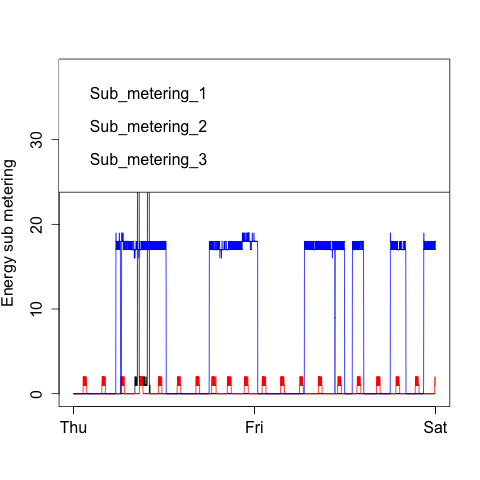 Sub_metering_1
Sub_metering_2
Sub_metering_3
Energy sub metering
30
20
10
0
Thu Fri Sat